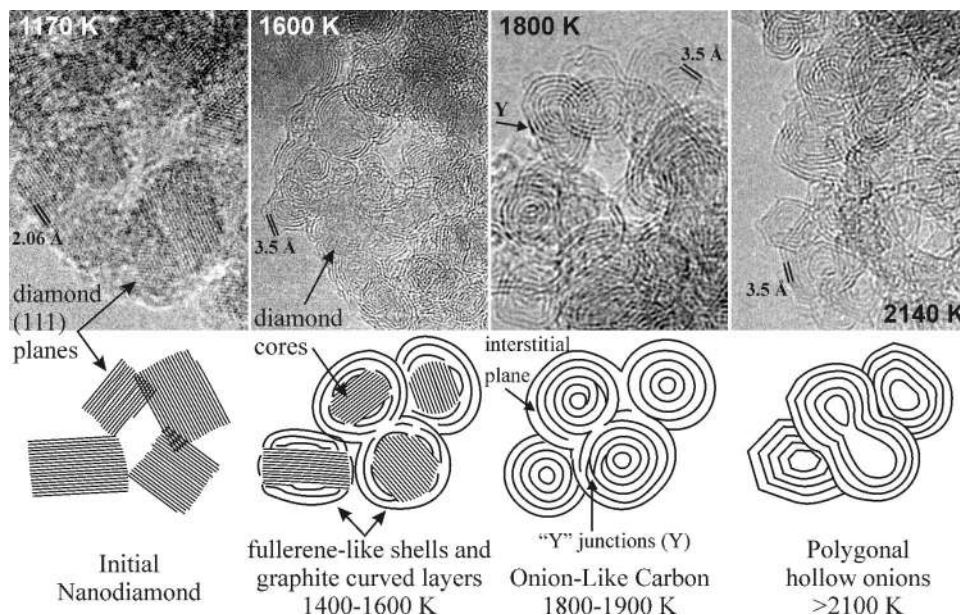 1170 K
2.06 Å
diamond
(111)
planes
Initial
Nanodiamond
1600 K
3.5 Å
diamond
cores
fullerene-like shells and
graphite curved layers
1400-1600 K
1800 K
3.5 Å
Y
interstitial
plane
“Y” junctions (Y)
Onion-Like Carbon
1800-1900 K
3.5 Å
2140 K
Polygonal
hollow onions
>2100 K